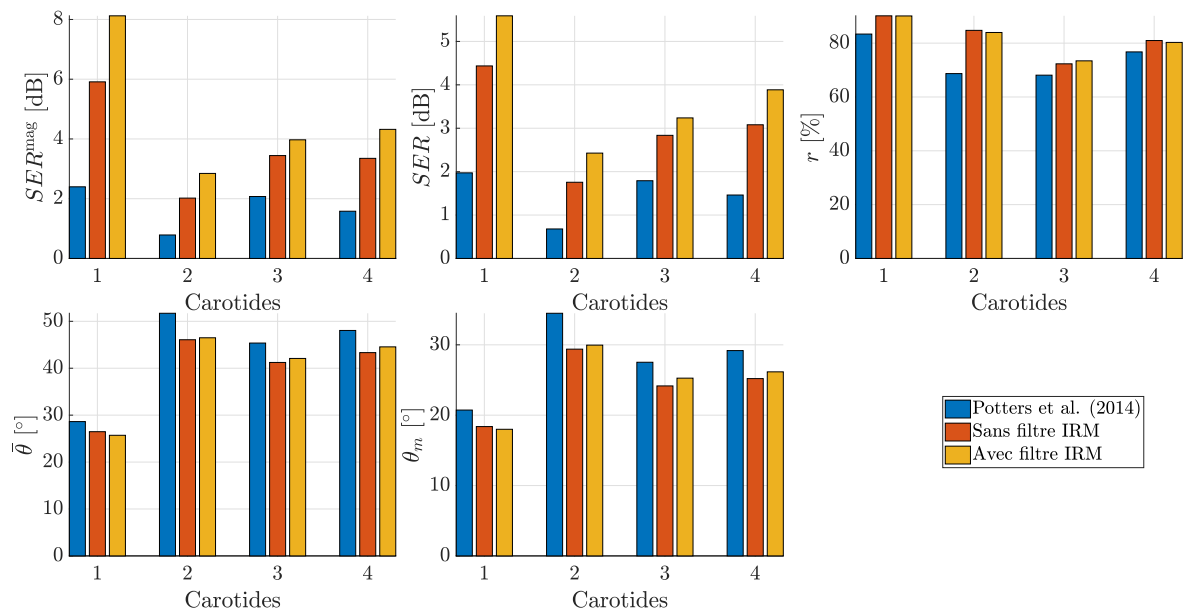 SER^mag [dB]
8
6
4
2
0
1 2 3 4
Carotides
SER [dB]
5
4
3
2
1
0
1 2 3 4
Carotides
r [%]
80
60
40
20
0
1 2 3 4
Carotides
θ̄ [°]
50
40
30
20
10
0
1 2 3 4
Carotides
θ_m [°]
30
20
10
0
1 2 3 4
Carotides
Potters et al. (2014)
Sans filtre IRM
Avec filtre IRM